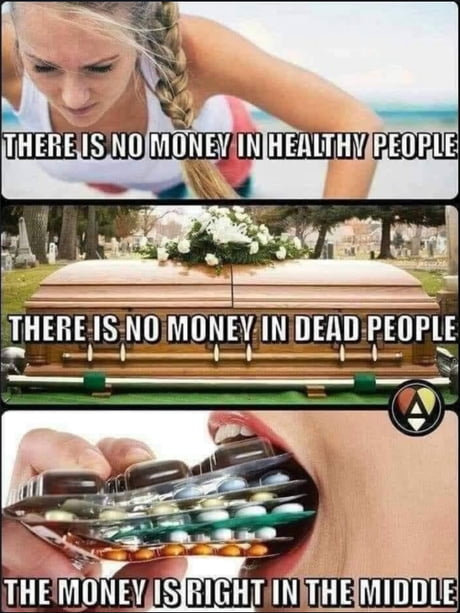 THERE IS NO MONEY IN HEALTHY PEOPLE
THERE IS NO MONEY IN DEAD PEOPLE
A
THE MONEY IS RIGHT IN THE MIDDLE